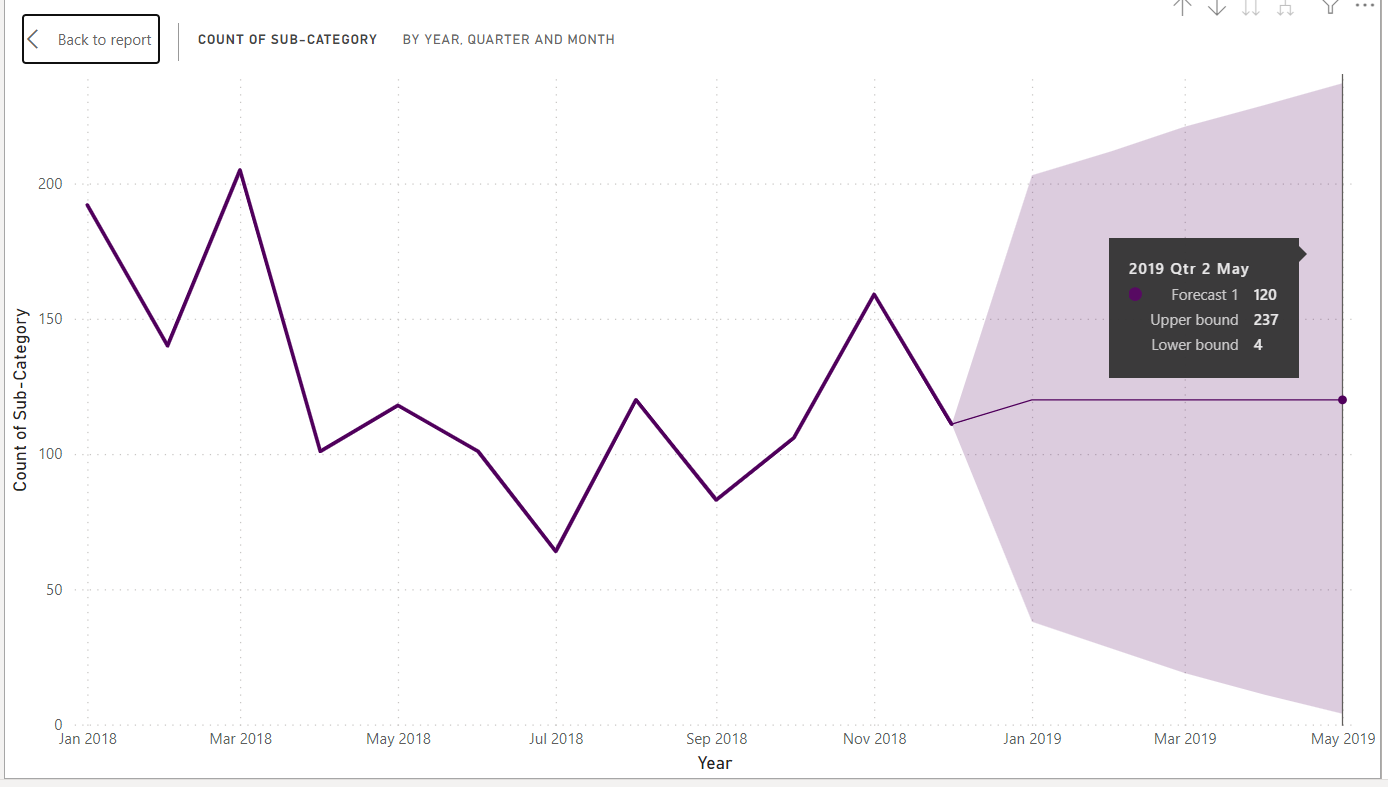 Back to report
COUNT OF SUB-CATEGORY BY YEAR, QUARTER AND MONTH
Count of Sub-Category
200
150
100
50
0
2019 Qtr 2 May
Forecast 1 120
Upper bound 237
Lower bound 4
Jan 2018 Mar 2018 May 2018 Jul 2018 Sep 2018 Nov 2018 Jan 2019 Mar 2019 May 2019
Year